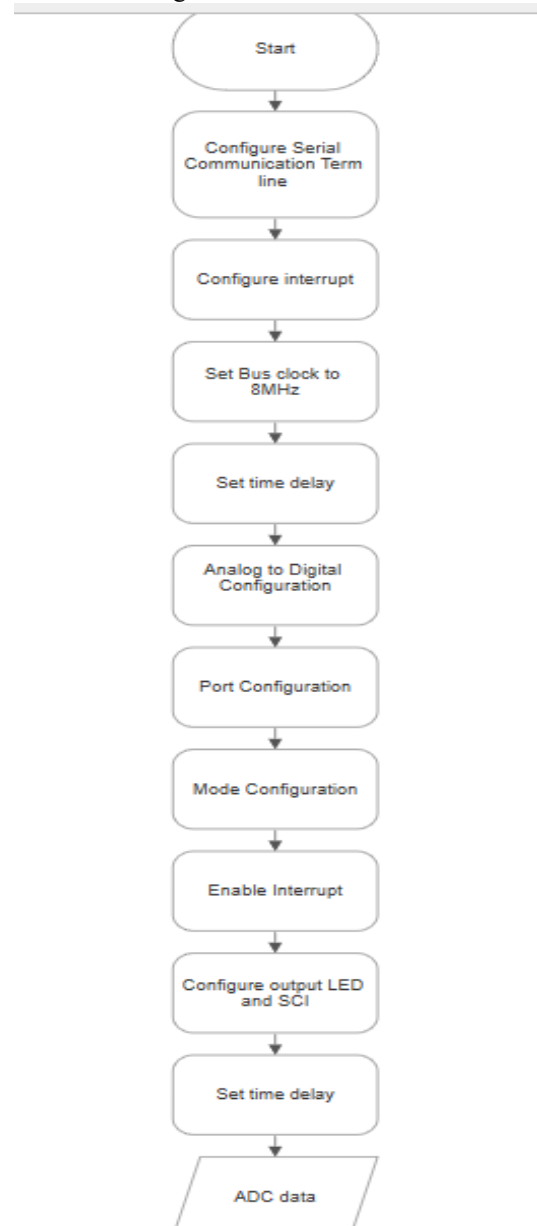 Start
Configure Serial
Communication Term
line
Configure interrupt
Set Bus clock to
8MHz
Set time delay
Analog to Digital
Configuration
Port Configuration
Mode Configuration
Enable Interrupt
Configure output LED
and SCI
Set time delay
ADC data